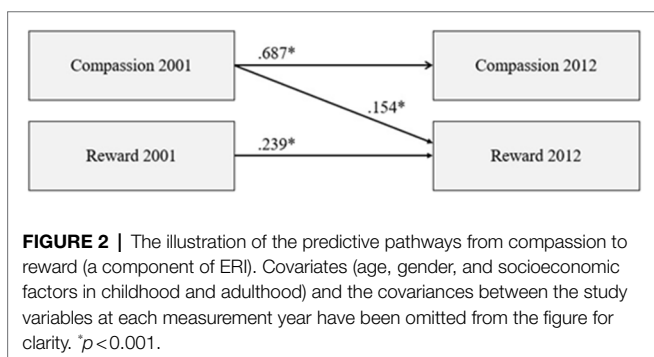 .687*
Compassion 2001
Compassion 2012
.154*
.239*
Reward 2001
Reward 2012
FIGURE 2 | The illustration of the predictive pathways from compassion to
reward (a component of ERI). Covariates (age, gender, and socioeconomic
factors in childhood and adulthood) and the covariances between the study
variables at each measurement year have been omitted from the figure for
clarity. *p<0.001.